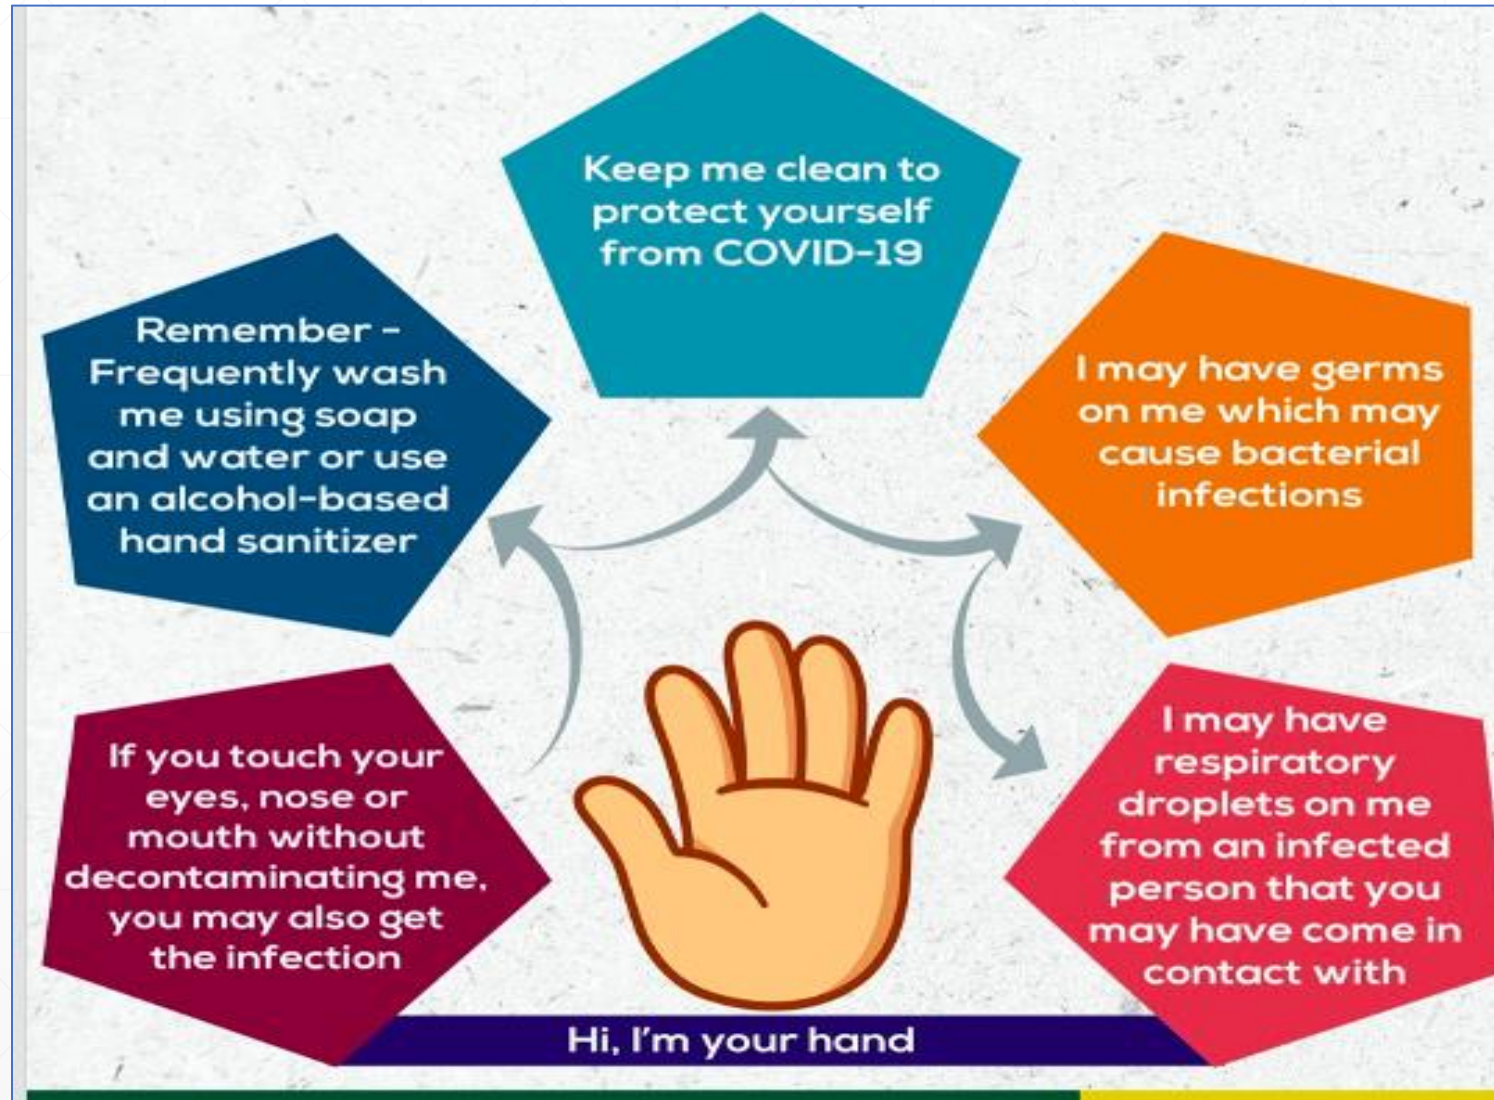 Keep me clean to
protect yourself
from COVID-19
Remember -
Frequently wash
me using soap
and water or use
an alcohol-based
hand sanitizer
I may have germs
on me which may
cause bacterial
infections
If you touch your
eyes, nose or
mouth without
decontaminating me,
you may also get
the infection
I may have
respiratory
droplets on me
from an infected
person that you
may have come in
contact with
Hi, I'm your hand